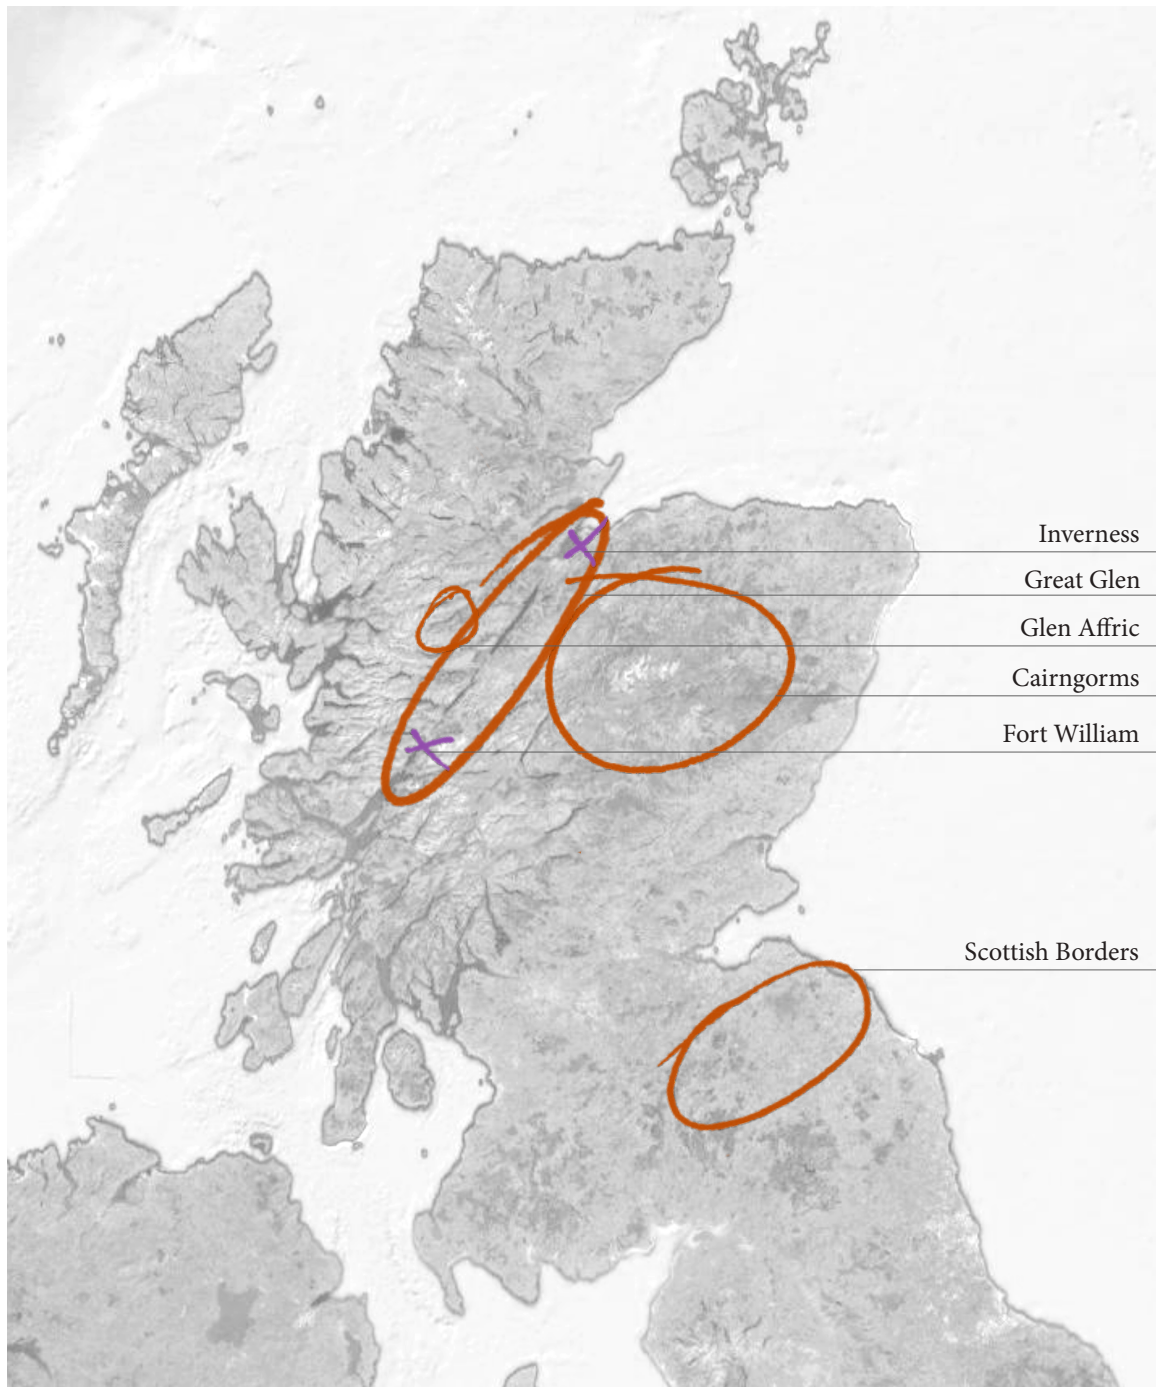 Inverness
Great Glen
Glen Affric
Cairngorms
Fort William
Scottish Borders